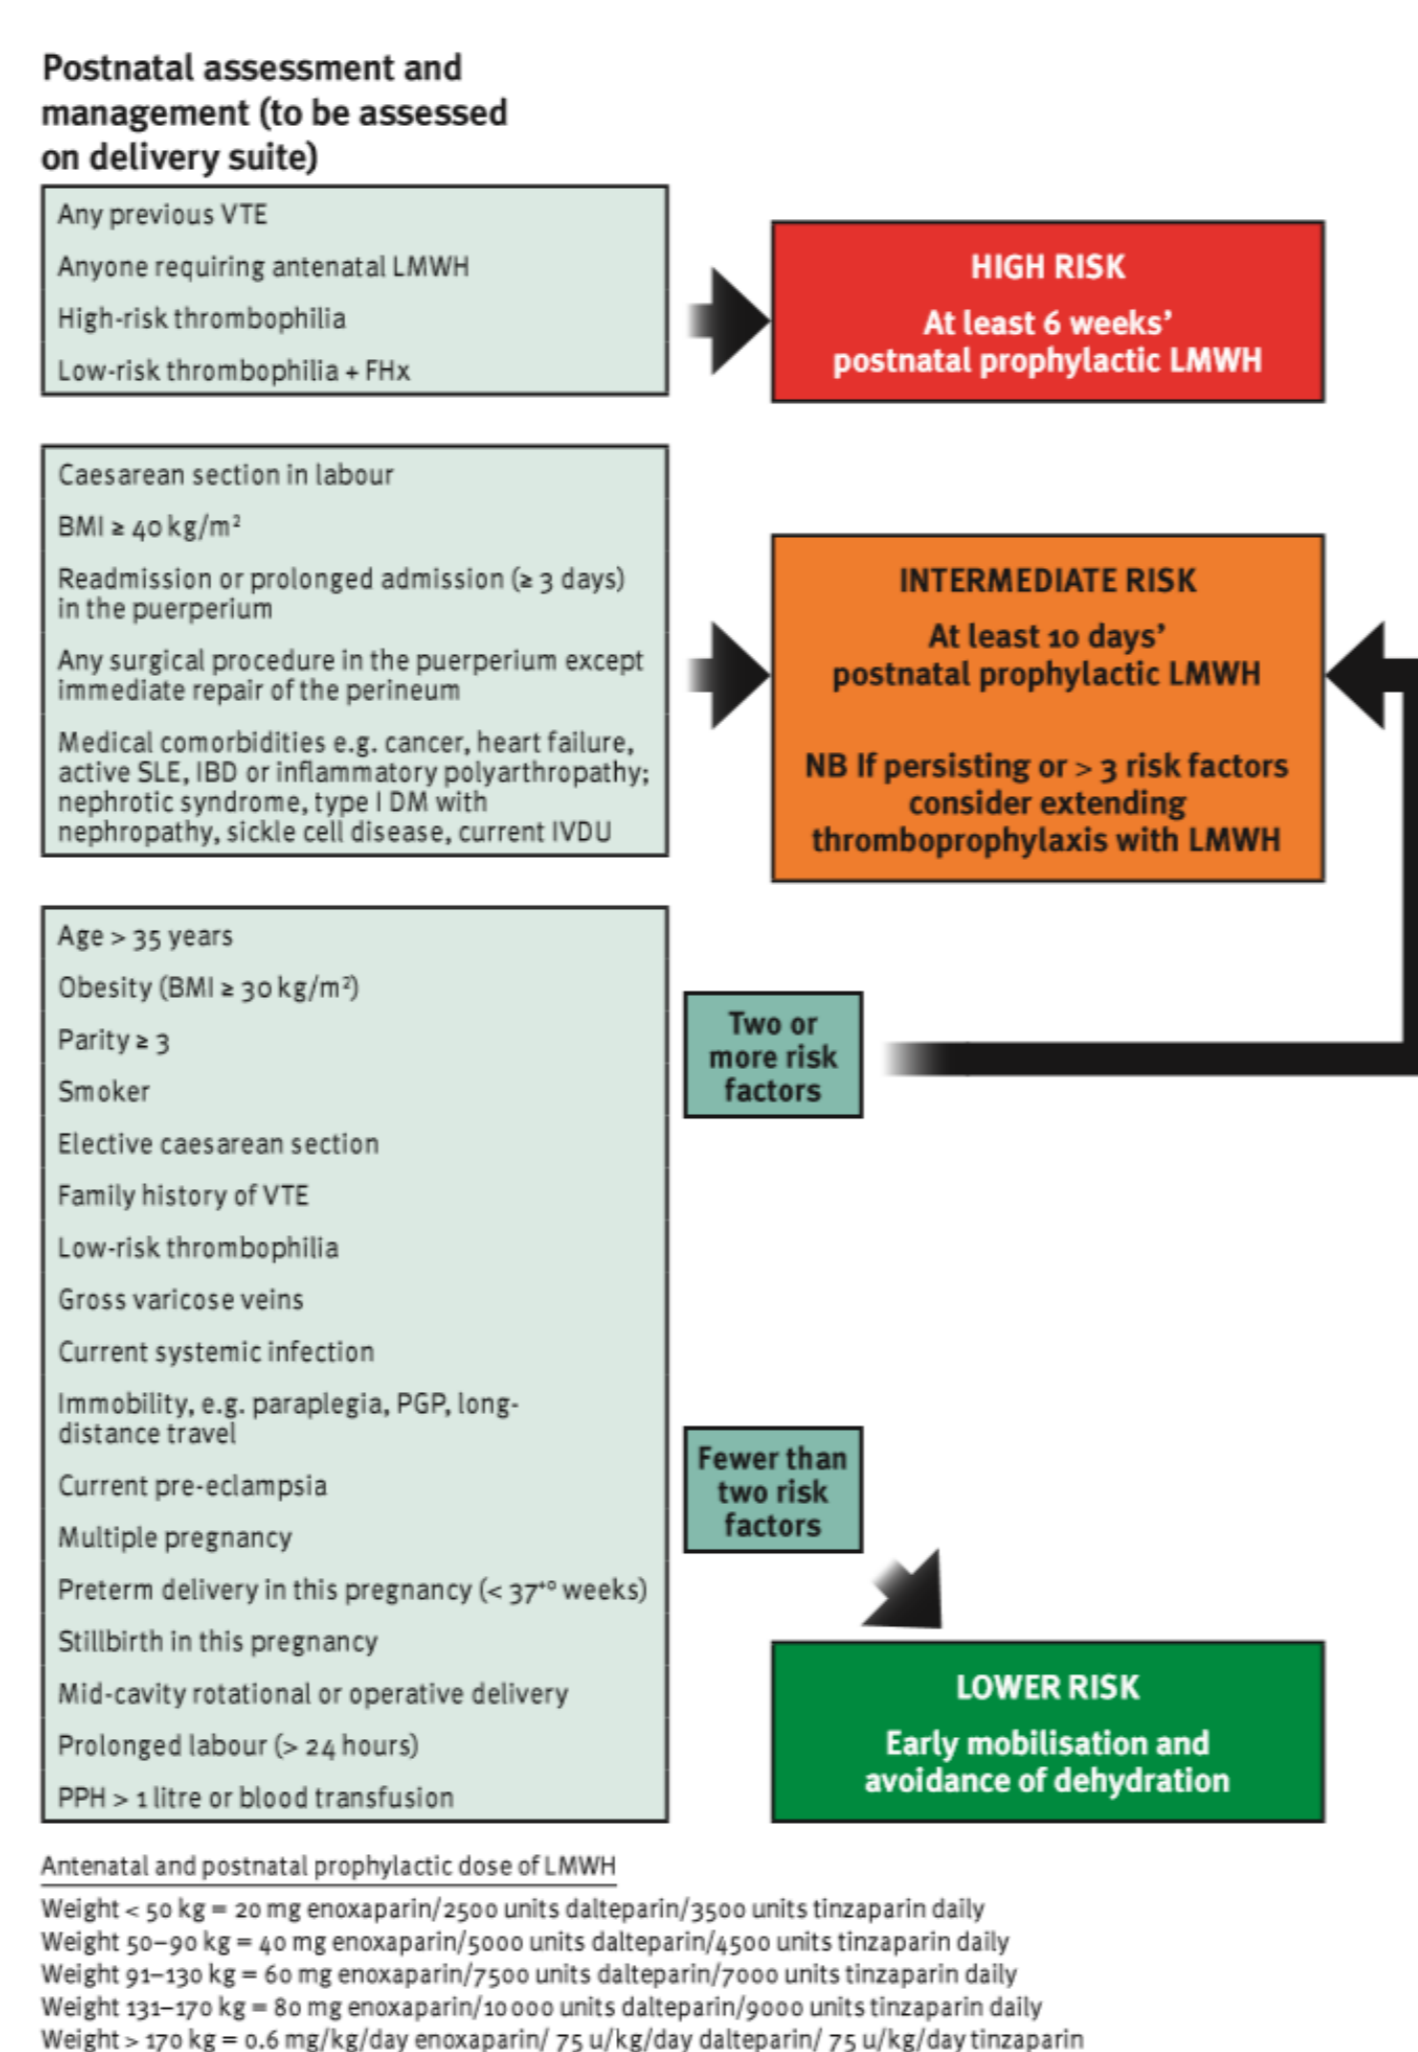 Postnatal assessment and
management (to be assessed
on delivery suite)
Any previous VTE
Anyone requiring antenatal LMWH
High-risk thrombophilia
Low-risk thrombophilia + FHx
HIGH RISK
At least 6 weeks’
postnatal prophylactic LMWH
Caesarean section in labour
BMI ≥ 40 kg/m²
Readmission or prolonged admission (≥ 3 days)
in the puerperium
Any surgical procedure in the puerperium except
immediate repair of the perineum
Medical comorbidities e.g. cancer, heart failure,
active SLE, IBD or inflammatory polyarthropathy;
nephrotic syndrome, type I DM with
nephropathy, sickle cell disease, current IVDU
INTERMEDIATE RISK
At least 10 days’
postnatal prophylactic LMWH
NB If persisting or > 3 risk factors
consider extending
thromboprophylaxis with LMWH
Age > 35 years
Obesity (BMI ≥ 30 kg/m²)
Parity ≥ 3
Smoker
Elective caesarean section
Family history of VTE
Low-risk thrombophilia
Gross varicose veins
Current systemic infection
Immobility, e.g. paraplegia, PGP, long-
distance travel
Current pre-eclampsia
Multiple pregnancy
Preterm delivery in this pregnancy (< 37⁺⁰ weeks)
Stillbirth in this pregnancy
Mid-cavity rotational or operative delivery
Prolonged labour (> 24 hours)
PPH > 1 litre or blood transfusion
Two or
more risk
factors
Fewer than
two risk
factors
LOWER RISK
Early mobilisation and
avoidance of dehydration
Antenatal and postnatal prophylactic dose of LMWH
Weight < 50 kg = 20 mg enoxaparin/2500 units dalteparin/3500 units tinzaparin daily
Weight 50–90 kg = 40 mg enoxaparin/5000 units dalteparin/4500 units tinzaparin daily
Weight 91–130 kg = 60 mg enoxaparin/7500 units dalteparin/7000 units tinzaparin daily
Weight 131–170 kg = 80 mg enoxaparin/10 000 units dalteparin/9000 units tinzaparin daily
Weight > 170 kg = 0.6 mg/kg/day enoxaparin/ 75 u/kg/day dalteparin/ 75 u/kg/day tinzaparin